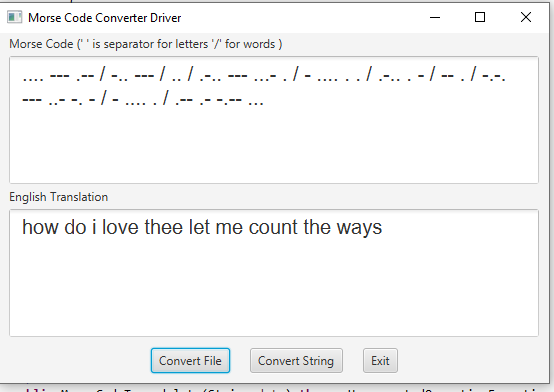 Morse Code Converter Driver
Morse Code (' ' is separator for letters '/' for words )
.... --- .-- / -.. --- / .. / .-.. --- ...- . / - .... . . / .-.. . - / -- . / -.-.
--- ..- -. - / - .... . / .-- .- -.-- ...
English Translation
how do i love thee let me count the ways
Convert File
Convert String
Exit